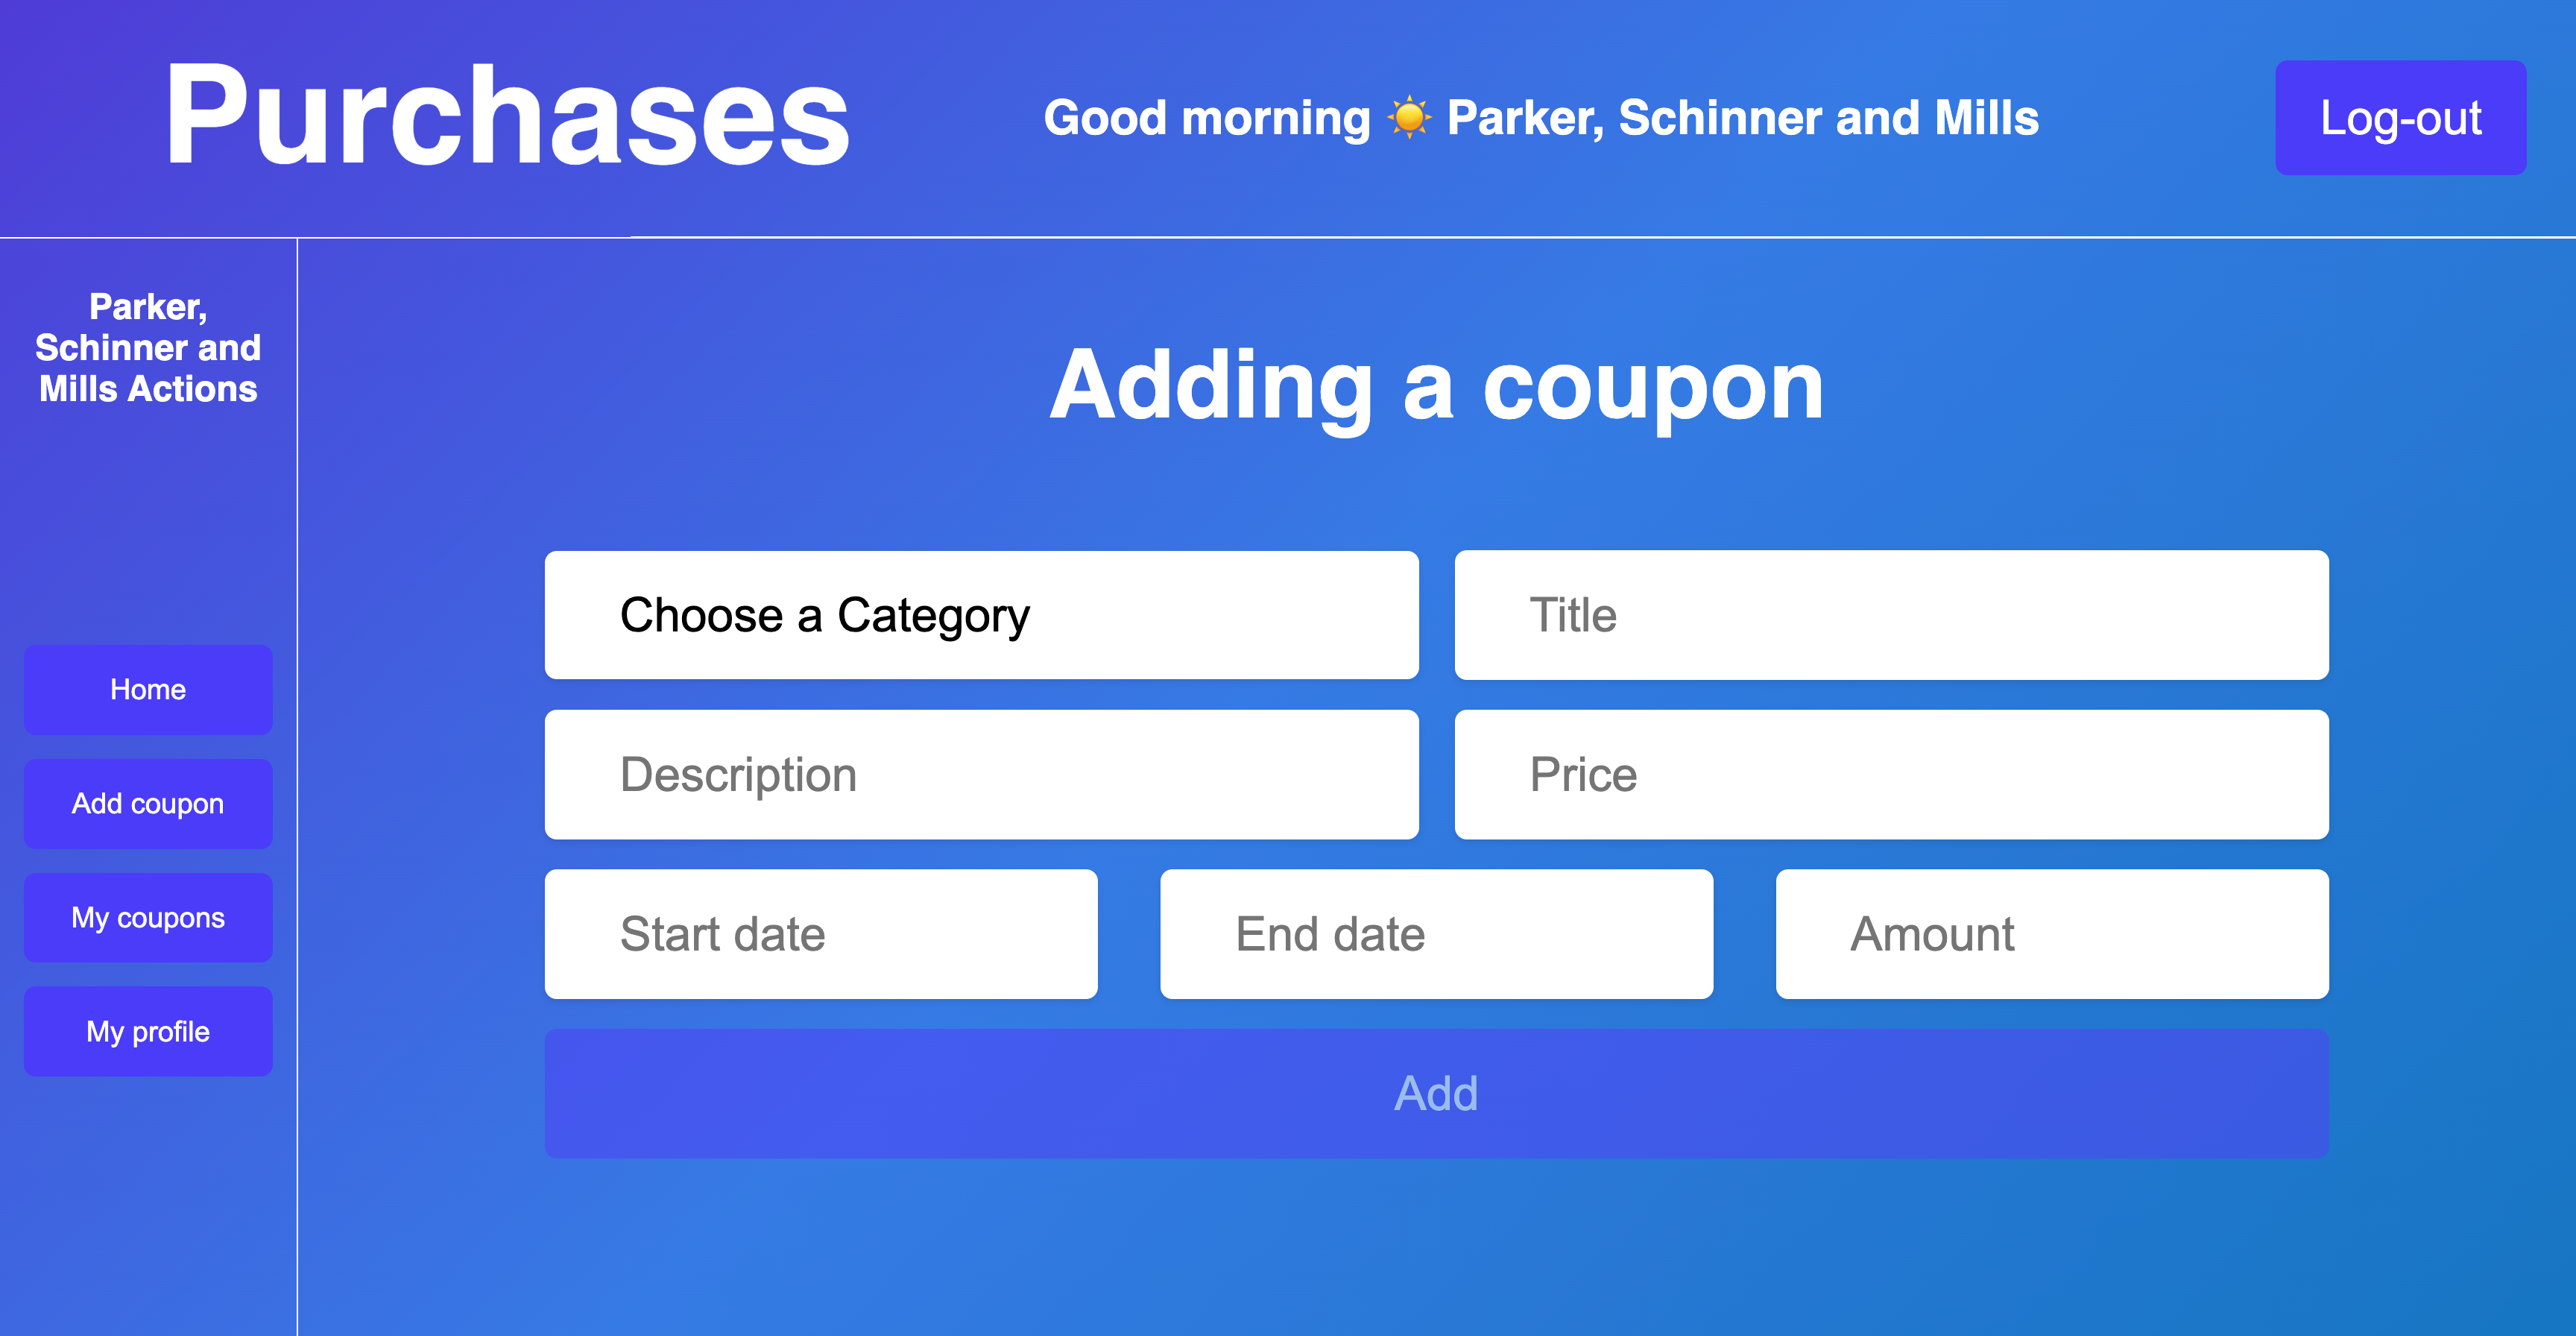 Purchases
Good morning ☀️ Parker, Schinner and Mills
Log-out
Parker,
Schinner and
Mills Actions
Home
Add coupon
My coupons
My profile
Adding a coupon
Choose a Category
Title
Description
Price
Start date
End date
Amount
Add